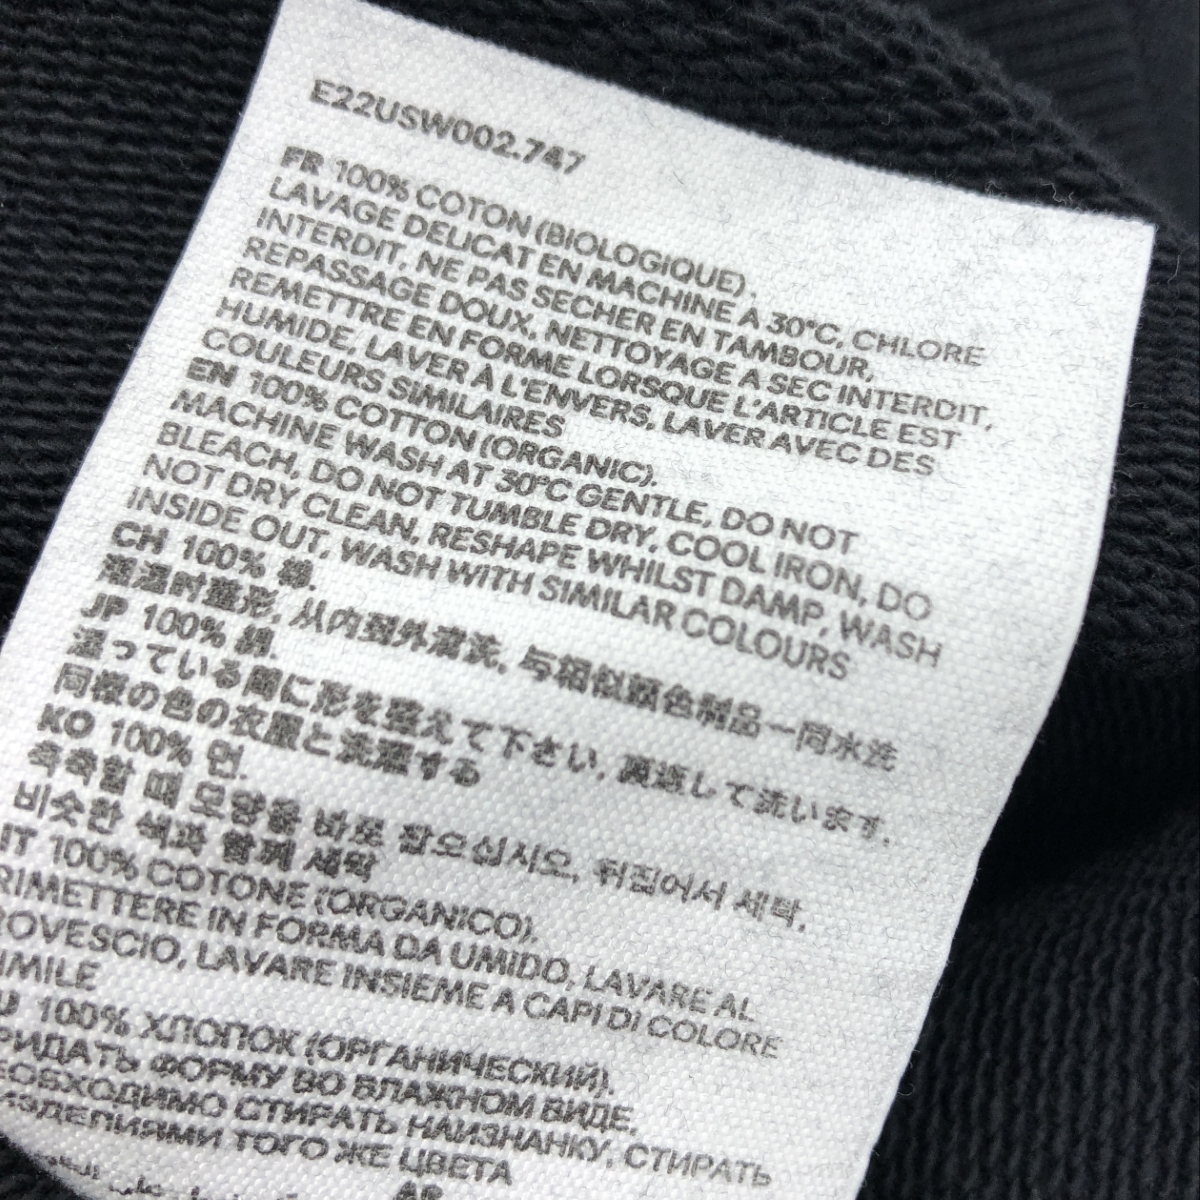 E22USW002.747
FR 100% COTON (BIOLOGIQUE).
LAVAGE DELICAT EN MACHINE A 30°C, CHLORE
INTERDIT, NE PAS SECHER EN TAMBOUR,
REPASSAGE DOUX, NETTOYAGE A SEC INTERDIT,
REMETTRE EN FORME LORSQUE L'ARTICLE EST
HUMIDE, LAVER A L'ENVERS, LAVER AVEC DES
COULEURS SIMILAIRES
EN 100% COTTON (ORGANIC).
MACHINE WASH AT 30°C GENTLE, DO NOT
BLEACH, DO NOT TUMBLE DRY, COOL IRON, DO
NOT DRY CLEAN, RESHAPE WHILST DAMP, WASH
INSIDE OUT, WASH WITH SIMILAR COLOURS
CH 100% 棉.
潮湿时整形, 从内到外清洗, 与相似颜色制品一同水洗
JP 100% 綿.
湿っている間に形を整えて下さい, 裏返して洗います.
同様の色の衣服と洗濯する
KO 100% 면.
촉촉할 때 모양을 바로 잡으십시오, 뒤집어서 세탁,
비슷한 색과 함께 세탁
IT 100% COTONE (ORGANICO).
RIMETTERE IN FORMA DA UMIDO, LAVARE AL
ROVESCIO, LAVARE INSIEME A CAPI DI COLORE
IMILE
U 100% ХЛОПОК (ОРГАНИЧЕСКИЙ).
РИДАТЬ ФОРМУ ВО ВЛАЖНОМ ВИДЕ,
ЕОБХОДИМО СТИРАТЬ НАИЗНАНКУ, СТИРАТЬ
ИЗДЕЛИЯМИ ТОГО ЖЕ ЦВЕТА
AR